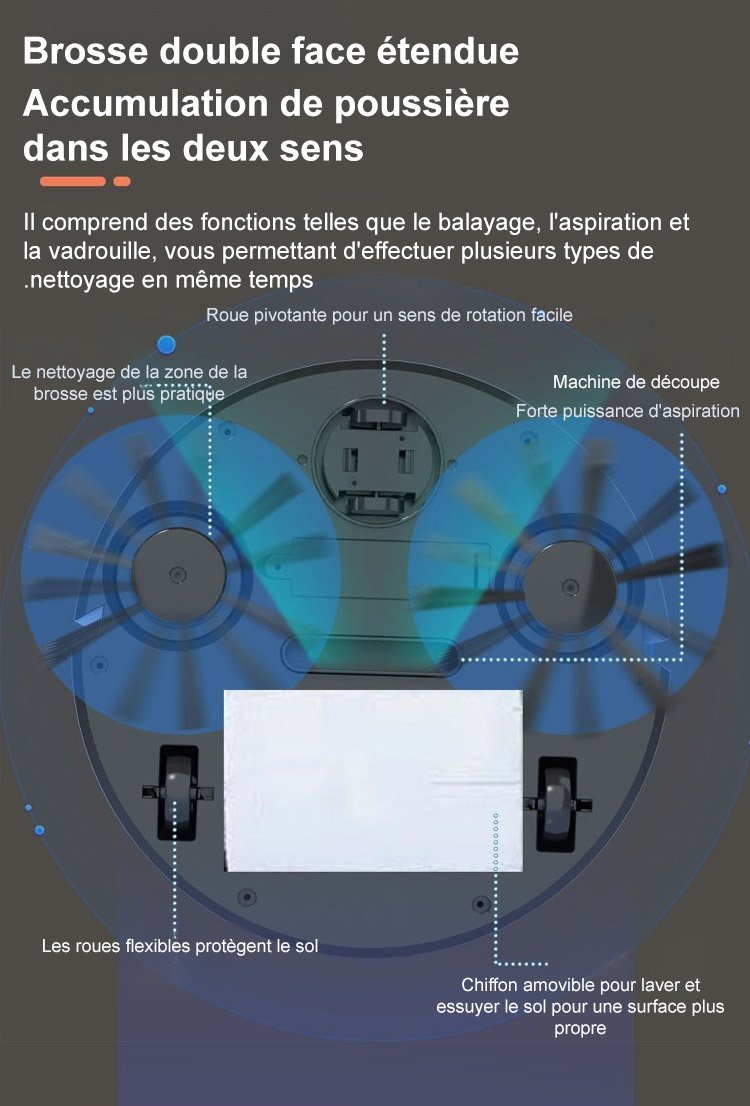 Brosse double face étendue
Accumulation de poussière
dans les deux sens
Il comprend des fonctions telles que le balayage, l'aspiration et
la vadrouille, vous permettant d'effectuer plusieurs types de
.nettoyage en même temps
Roue pivotante pour un sens de rotation facile
Le nettoyage de la zone de la
brosse est plus pratique
Machine de découpe
Forte puissance d'aspiration
Les roues flexibles protègent le sol
Chiffon amovible pour laver et
essuyer le sol pour une surface plus
propre